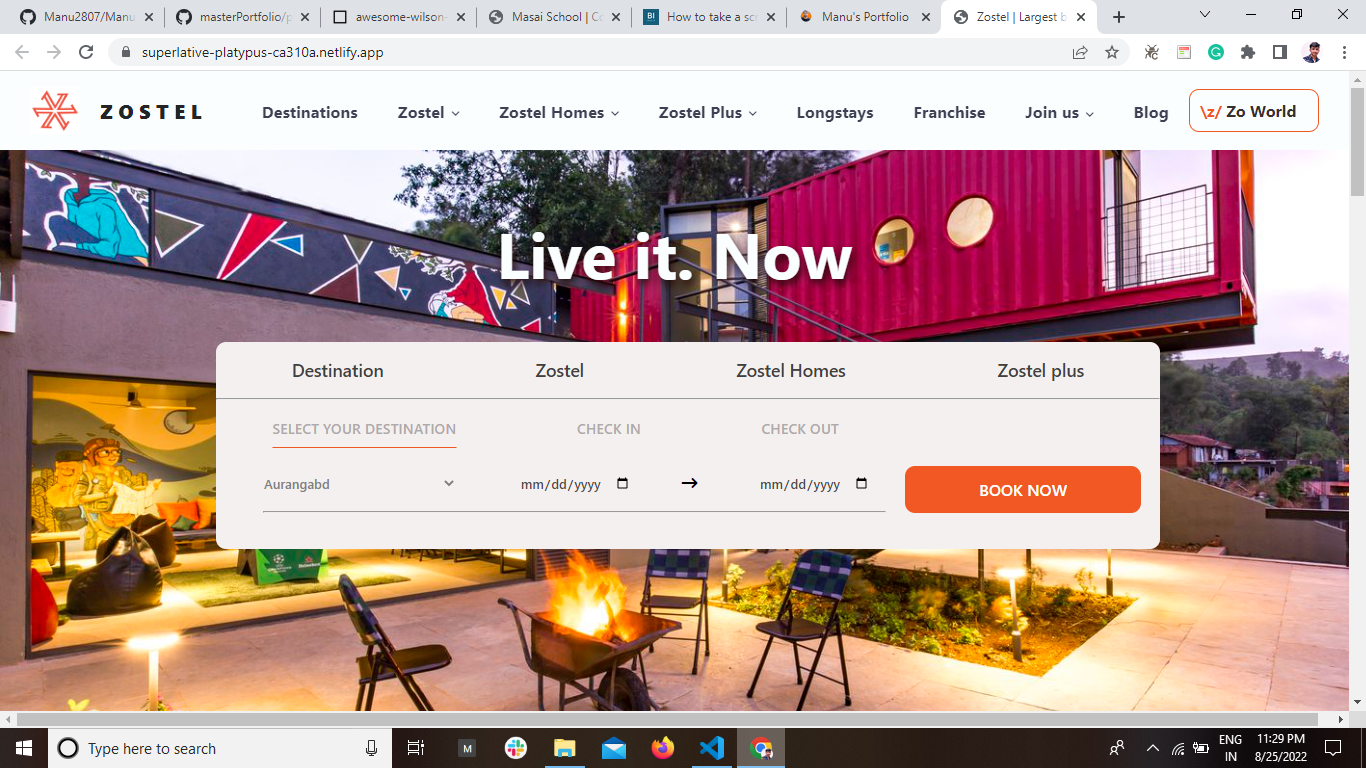 Manu2807/Manu
masterPortfolio/p
awesome-wilson-
Masai School | Co
How to take a scr
Manu's Portfolio
Zostel | Largest b
superlative-platypus-ca310a.netlify.app
ZOSTEL
Destinations
Zostel
Zostel Homes
Zostel Plus
Longstays
Franchise
Join us
Blog
\z/ Zo World
Live it. Now
Destination
Zostel
Zostel Homes
Zostel plus
SELECT YOUR DESTINATION
CHECK IN
CHECK OUT
Aurangabd
mm/dd/yyyy
→
mm/dd/yyyy
BOOK NOW
Heineken
Type here to search
M
ENG
IN
11:29 PM
8/25/2022